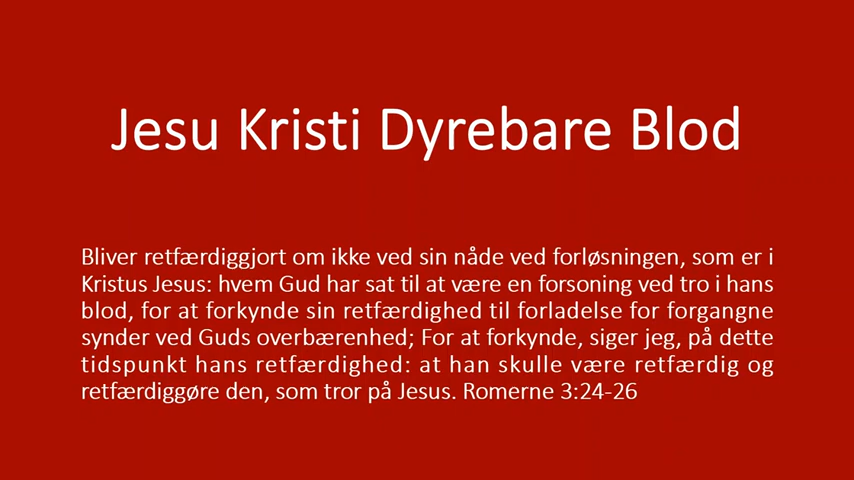 Jesu Kristi Dyrebare Blod
Bliver retfærdiggjort om ikke ved sin nåde ved forløsningen, som er i
Kristus Jesus: hvem Gud har sat til at være en forsoning ved tro i hans
blod, for at forkynde sin retfærdighed til forladelse for forgangne
synder ved Guds overbærenhed; For at forkynde, siger jeg, på dette
tidspunkt hans retfærdighed: at han skulle være retfærdig og
retfærdiggøre den, som tror på Jesus. Romerne 3:24-26